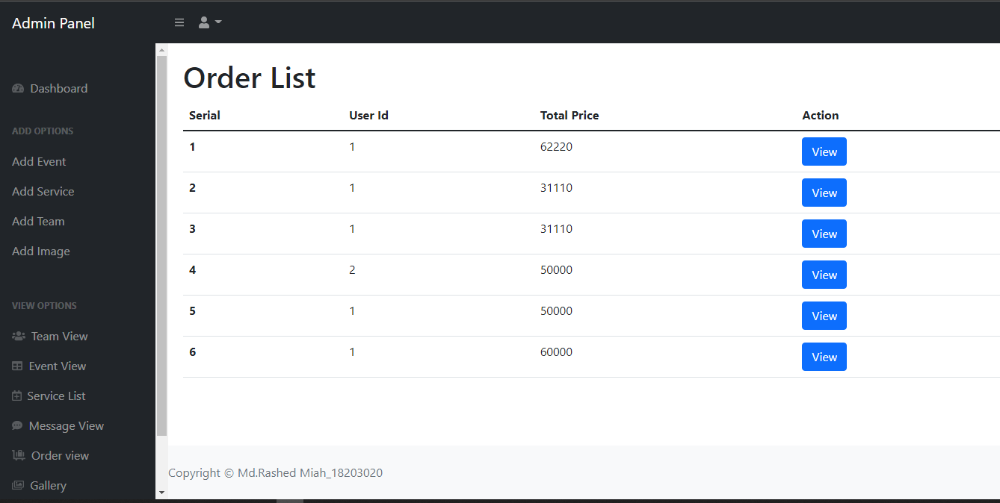 Admin Panel
Dashboard
ADD OPTIONS
Add Event
Add Service
Add Team
Add Image
VIEW OPTIONS
Team View
Event View
Service List
Message View
Order view
Gallery
Order List
Serial User Id Total Price Action
1 1 62220 View
2 1 31110 View
3 1 31110 View
4 2 50000 View
5 1 50000 View
6 1 60000 View
Copyright © Md.Rashed Miah_18203020